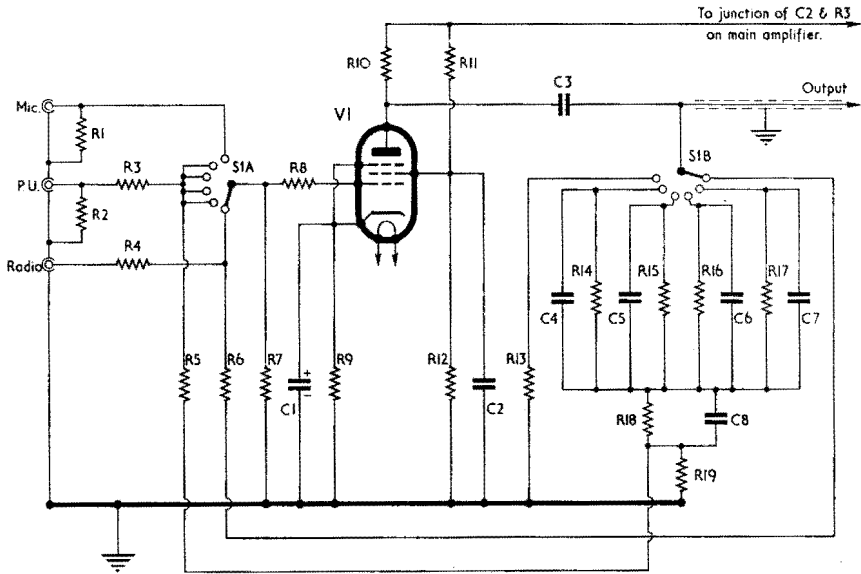 To junction of C2 & R3
on main amplifier.
R10
R11
C3
Output
Mic.
R1
V1
S1A
S1B
R3
R8
P.U.
R2
R4
Radio
R14
R15
R16
R17
C4
C5
C6
C7
R5
R6
R7
R9
R12
R13
+
-
C1
C2
R18
C8
R19